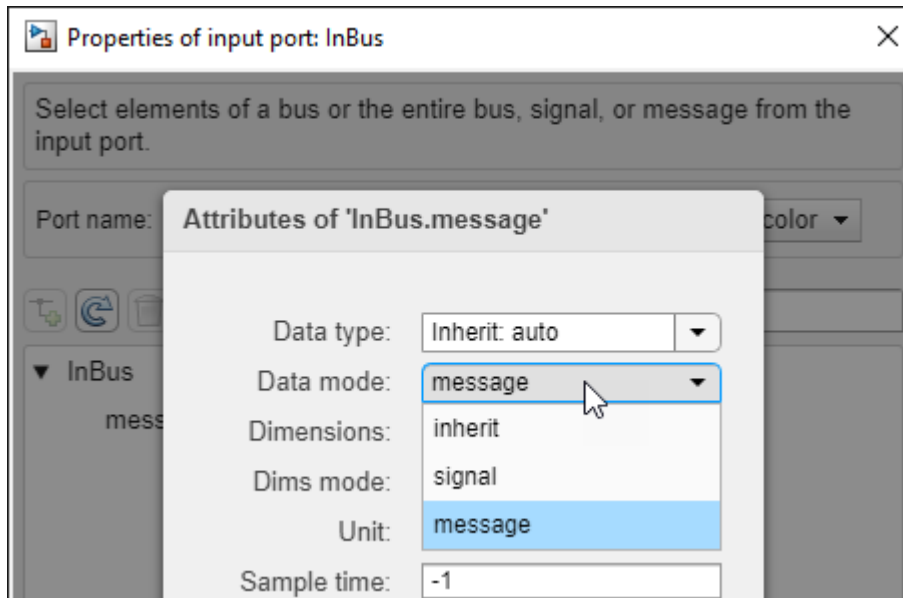 Properties of input port: InBus
Select elements of a bus or the entire bus, signal, or message from the
input port.
Port name:
color
Attributes of 'InBus.message'
Data type: Inherit: auto
InBus
Data mode: message
mess
Dimensions: inherit
Dims mode: signal
Unit: message
Sample time: -1